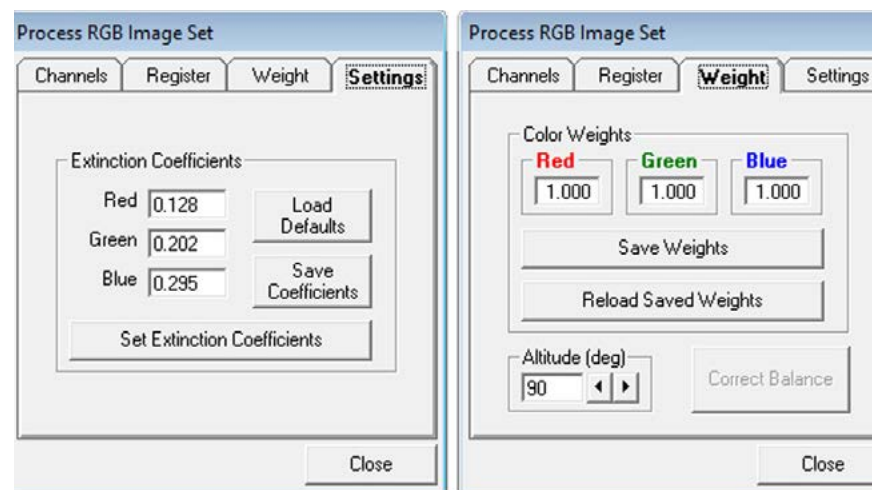 Process RGB Image Set
Channels Register Weight Settings
Extinction Coefficients
Red 0.128
Green 0.202
Blue 0.295
Load
Defaults
Save
Coefficients
Set Extinction Coefficients
Close
Process RGB Image Set
Channels Register Weight Settings
Color Weights
Red Green Blue
1.000 1.000 1.000
Save Weights
Reload Saved Weights
Altitude (deg)
90
Correct Balance
Close